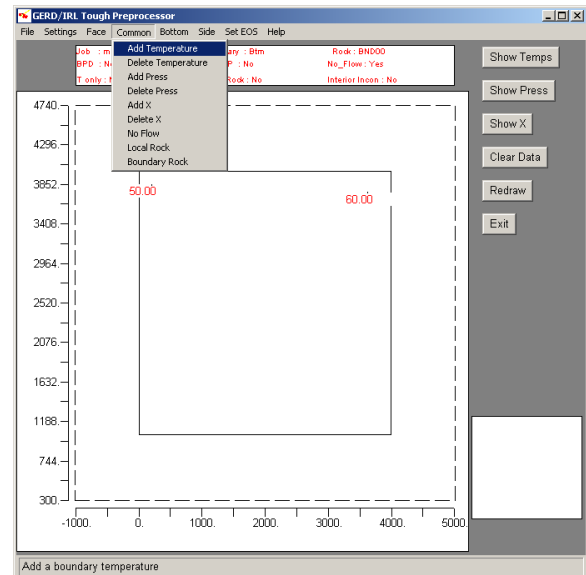 GERD/IRL Tough Preprocessor
File Settings Face Common Bottom Side Set EOS Help
Job : m ary : Btm Rock : BND00
BPD : No P : No No_Flow : Yes
T only : N Rock : No Interior Incon : No
Add Temperature
Delete Temperature
Add Press
Delete Press
Add X
Delete X
No Flow
Local Rock
Boundary Rock
Show Temps
Show Press
Show X
Clear Data
Redraw
Exit
4740.
4296.
3852.
3408.
2964.
2520.
2076.
1632.
1188.
744.
300.
50.00 60.00
-1000. 0. 1000. 2000. 3000. 4000. 5000.
Add a boundary temperature